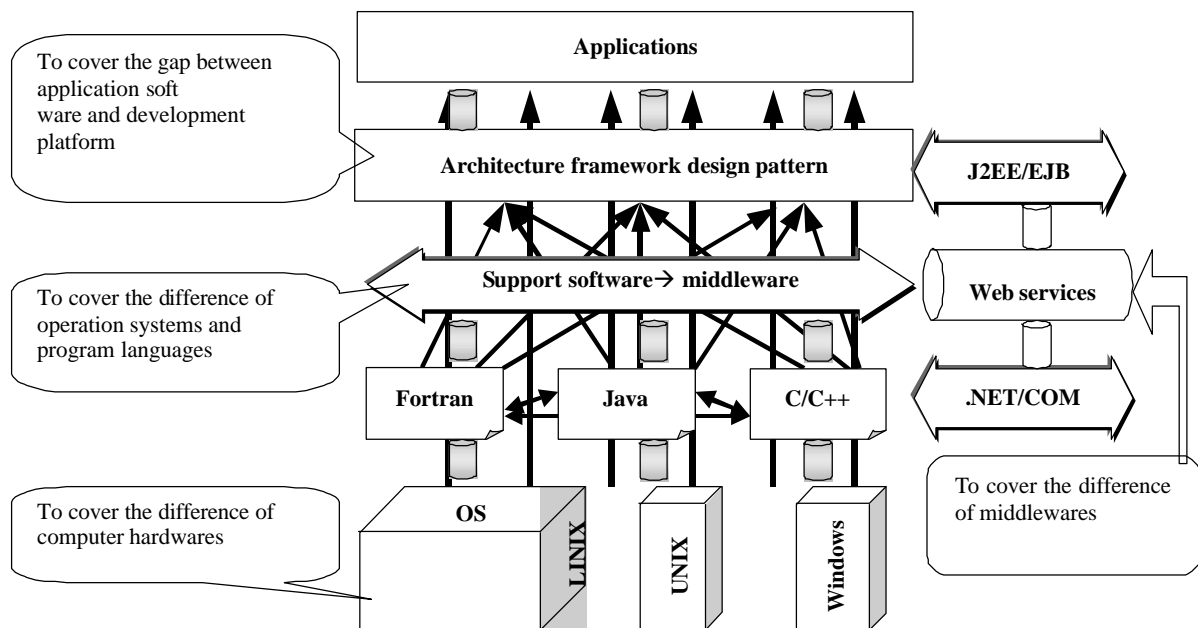 Applications
To cover the gap between
application soft
ware and development
platform
Architecture framework design pattern
J2EE/EJB
Support software→ middleware
Web services
To cover the difference of
operation systems and
program languages
Fortran
Java
C/C++
.NET/COM
To cover the difference of
computer hardwares
OS
LINIX
UNIX
Windows
To cover the difference
of middlewares